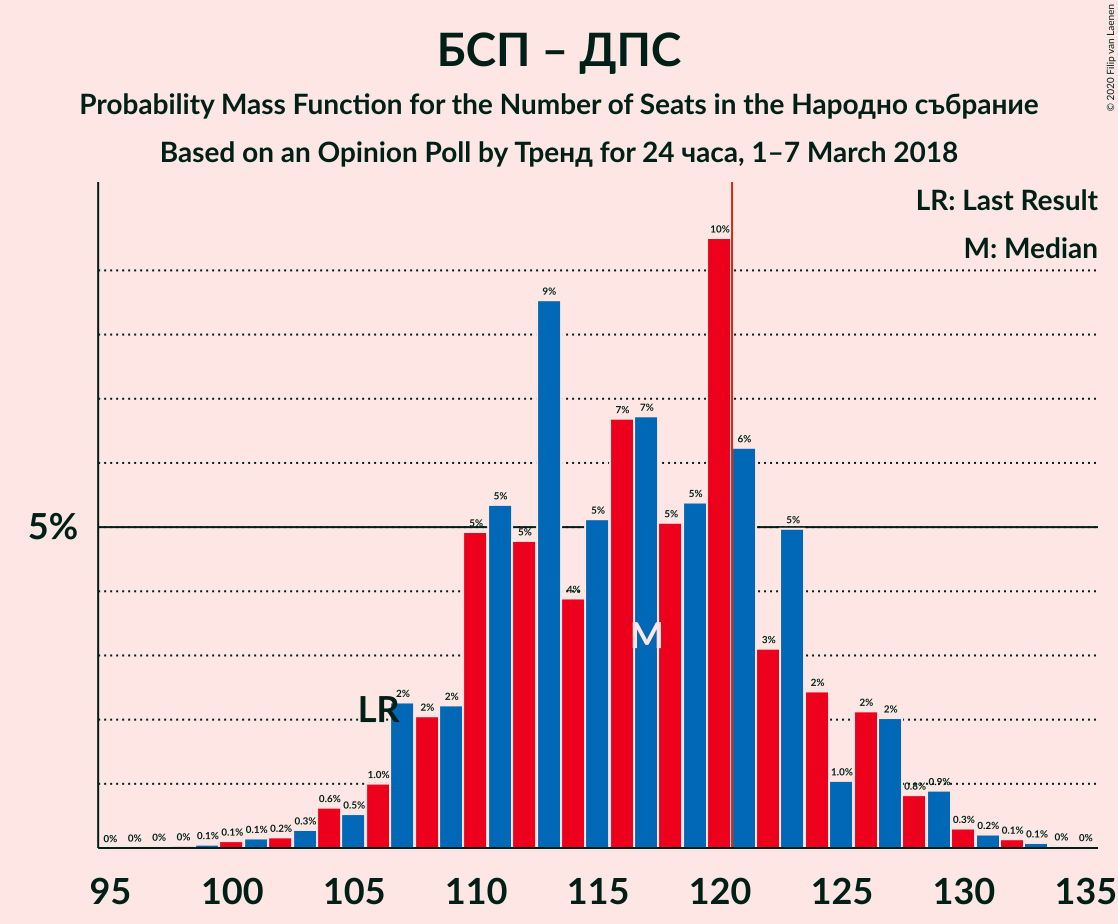 БСП – ДПС
Probability Mass Function for the Number of Seats in the Народно събрание
Based on an Opinion Poll by Тренд for 24 часа, 1–7 March 2018
© 2020 Filip van Laenen
LR: Last Result
M: Median
5%
0% 0% 0% 0% 0.1% 0.1% 0.1% 0.2% 0.3% 0.6% 0.5% 1.0% 2% 2% 2% 5% 5% 5% 9% 4% 5% 7% 7% 5% 5% 10% 6% 3% 5% 2% 1.0% 2% 2% 0.8% 0.9% 0.3% 0.2% 0.1% 0.1% 0% 0%
LR
M
95 100 105 110 115 120 125 130 135